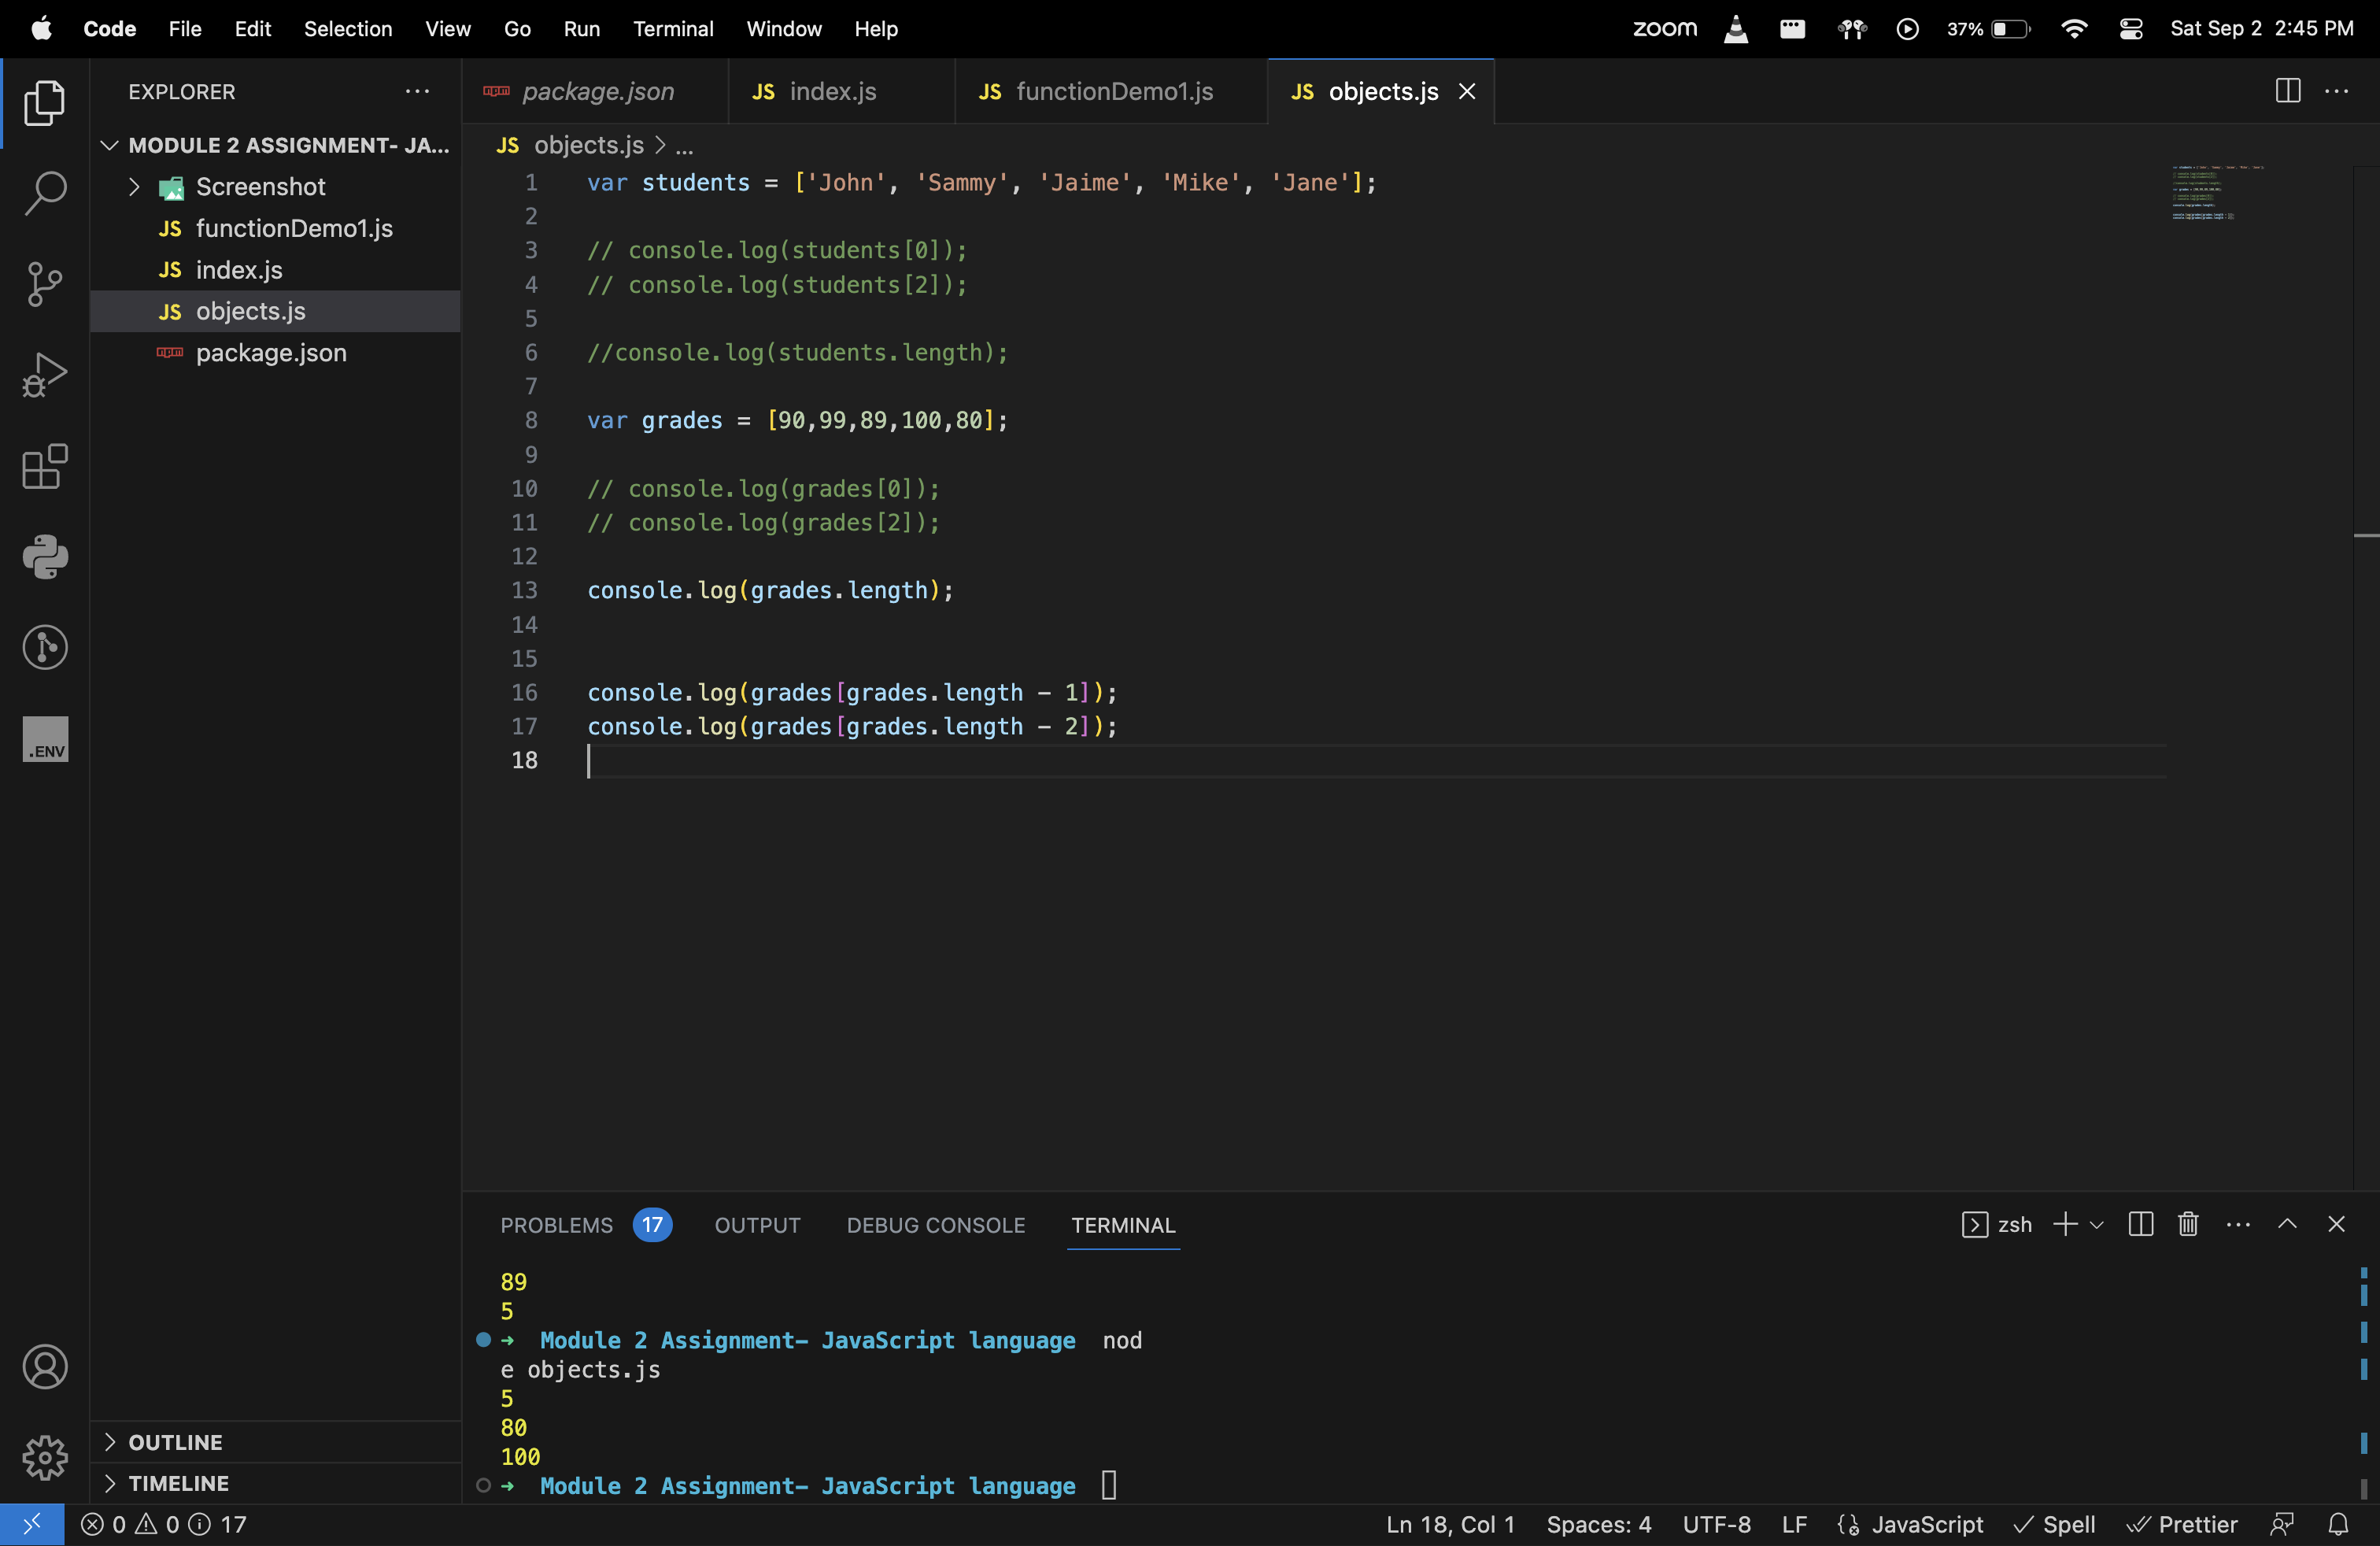 Code File Edit Selection View Go Run Terminal Window Help zoom 37% Sat Sep 2 2:45 PM
EXPLORER
MODULE 2 ASSIGNMENT- JA...
Screenshot
JS functionDemo1.js
JS index.js
JS objects.js
package.json
OUTLINE
TIMELINE
.ENV
package.json JS index.js JS functionDemo1.js JS objects.js
JS objects.js > ...
1 var students = ['John', 'Sammy', 'Jaime', 'Mike', 'Jane'];
2
3 // console.log(students[0]);
4 // console.log(students[2]);
5
6 //console.log(students.length);
7
8 var grades = [90,99,89,100,80];
9
10 // console.log(grades[0]);
11 // console.log(grades[2]);
12
13 console.log(grades.length);
14
15
16 console.log(grades[grades.length - 1]);
17 console.log(grades[grades.length - 2]);
18
PROBLEMS 17 OUTPUT DEBUG CONSOLE TERMINAL zsh
89
5
➜ Module 2 Assignment- JavaScript language nod
e objects.js
5
80
100
➜ Module 2 Assignment- JavaScript language
0 0 17 Ln 18, Col 1 Spaces: 4 UTF-8 LF JavaScript Spell Prettier